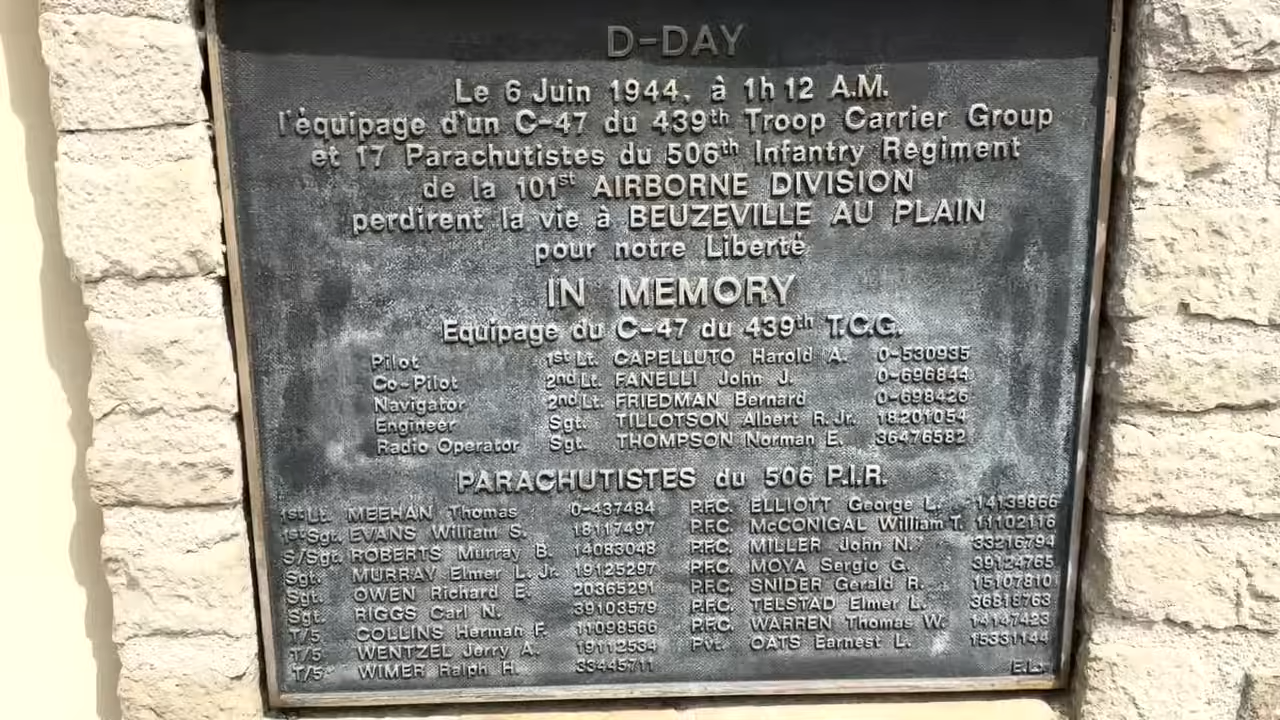 D-DAY
Le 6 Juin 1944, à 1h12 A.M.
l'équipage d'un C-47 du 439th Troop Carrier Group
et 17 Parachutistes du 506th Infantry Regiment
de la 101st AIRBORNE DIVISION
perdirent la vie à BEUZEVILLE AU PLAIN
pour notre Liberté
IN MEMORY
Equipage du C-47 du 439th T.C.G.
Pilot 1st Lt. CAPELLUTO Harold A. 0-530935
Co-Pilot 2nd Lt. FANELLI John J. 0-696844
Navigator 2nd Lt. FRIEDMAN Bernard 0-698426
Engineer Sgt. TILLOTSON Albert R. Jr. 18201054
Radio Operator Sgt. THOMPSON Norman E. 36476582
PARACHUTISTES du 506 P.I.R.
1st Lt. MEEHAN Thomas 0-437484 P.F.C. ELLIOTT George L. 14139866
1st Sgt. EVANS William S. 18117497 P.F.C. McCONIGAL William T. 11102116
S/Sgt. ROBERTS Murray B. 14083048 P.F.C. MILLER John N. 33216794
Sgt. MURRAY Elmer L. Jr. 19125297 P.F.C. MOYA Sergio G. 39124765
Sgt. OWEN Richard E. 20365291 P.F.C. SNIDER Gerald R. 15107810
Sgt. RIGGS Carl N. 39103579 P.F.C. TELSTAD Elmer L. 36818763
T/5. COLLINS Herman F. 11098566 P.F.C. WARREN Thomas W. 14147423
T/5. WENTZEL Jerry A. 19112534 Pvt. OATS Earnest L. 15331144
T/5. WIMER Ralph H. 33445711
E.L.